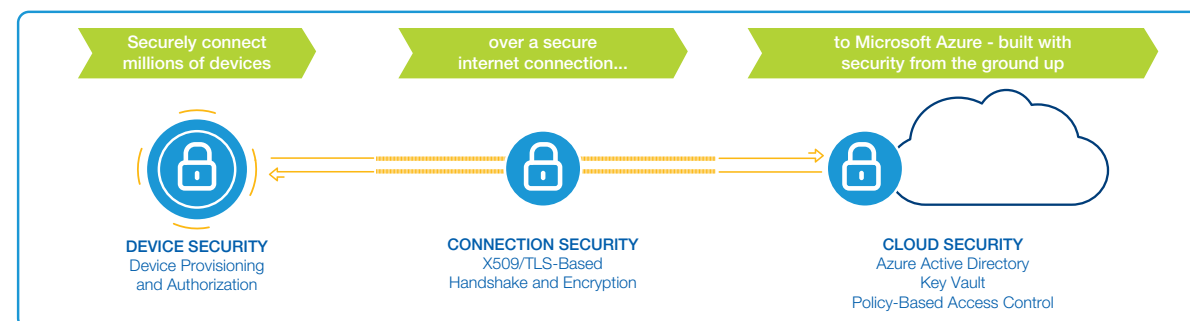 Securely connect
millions of devices
over a secure
internet connection...
to Microsoft Azure - built with
security from the ground up
DEVICE SECURITY
Device Provisioning
and Authorization
CONNECTION SECURITY
X509/TLS-Based
Handshake and Encryption
CLOUD SECURITY
Azure Active Directory
Key Vault
Policy-Based Access Control